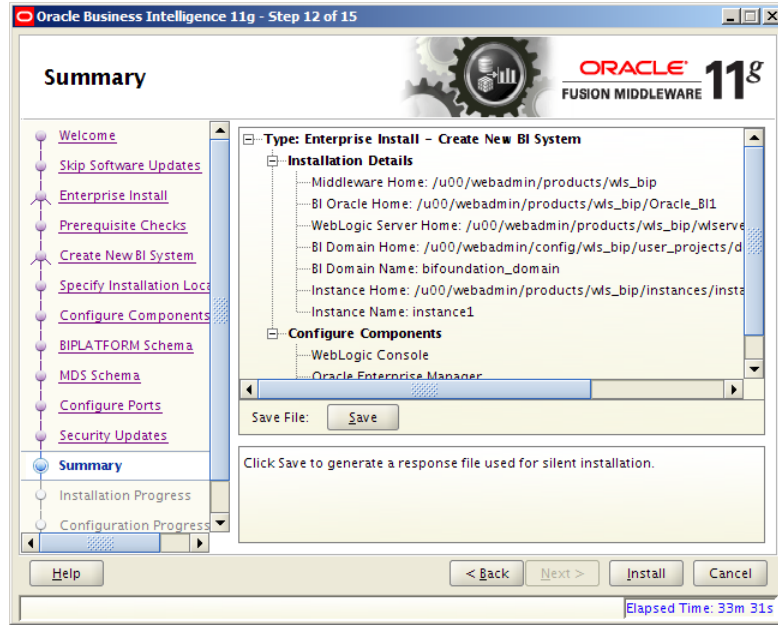 Oracle Business Intelligence 11g - Step 12 of 15
Summary
ORACLE
FUSION MIDDLEWARE
11g
Welcome
Skip Software Updates
Enterprise Install
Prerequisite Checks
Create New BI System
Specify Installation Loca
Configure Components
BIPLATFORM Schema
MDS Schema
Configure Ports
Security Updates
Summary
Installation Progress
Configuration Progress
Type: Enterprise Install - Create New BI System
Installation Details
Middleware Home: /u00/webadmin/products/wls_bip
BI Oracle Home: /u00/webadmin/products/wls_bip/Oracle_BI1
WebLogic Server Home: /u00/webadmin/products/wls_bip/wlserve
BI Domain Home: /u00/webadmin/config/wls_bip/user_projects/d
BI Domain Name: bifoundation_domain
Instance Home: /u00/webadmin/products/wls_bip/instances/insta
Instance Name: instance1
Configure Components
WebLogic Console
Oracle Enterprise Manager
Save File: Save
Click Save to generate a response file used for silent installation.
Help < Back Next > Install Cancel
Elapsed Time: 33m 31s